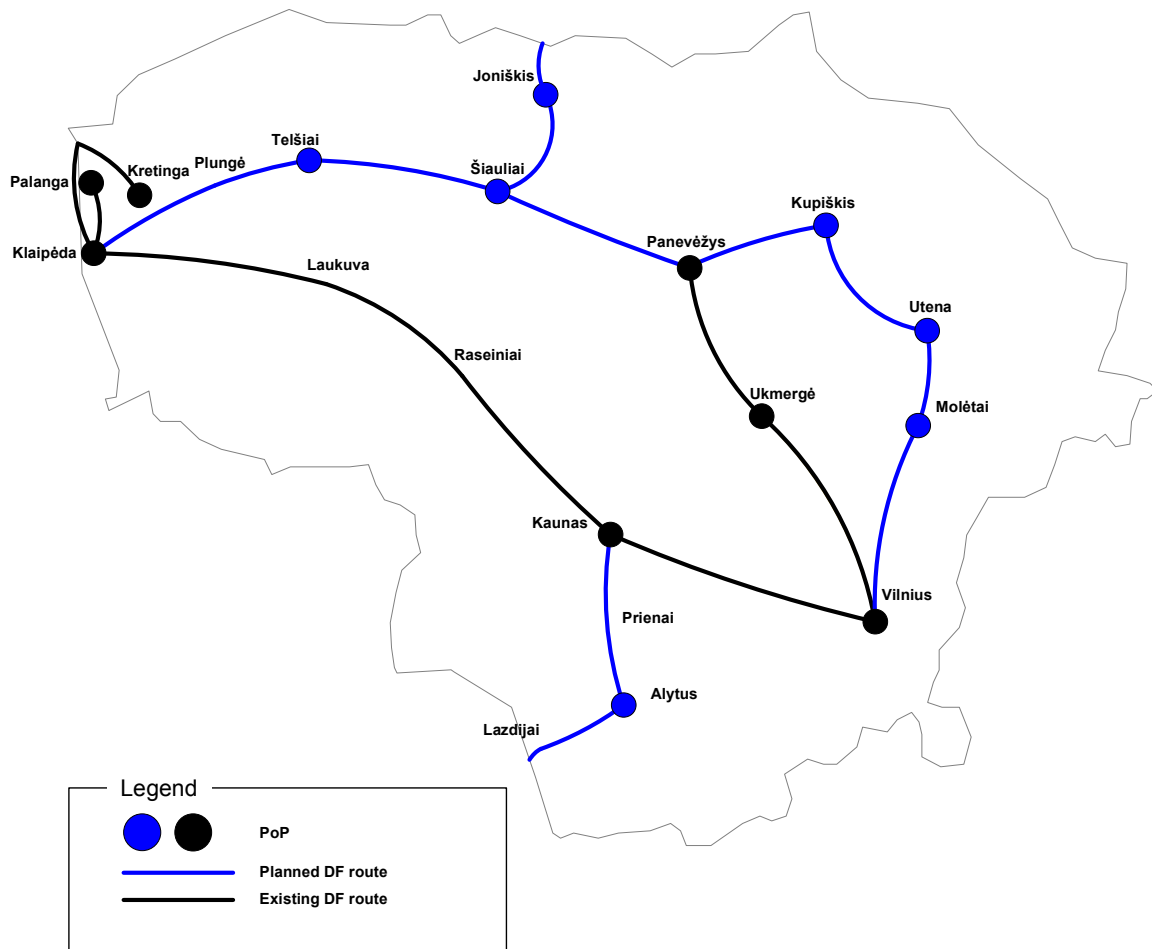 Joniškis
Telšiai
Plungė
Kretinga
Šiauliai
Palanga
Kupiškis
Panevėžys
Klaipėda
Laukuva
Utena
Raseiniai
Ukmergė
Molėtai
Kaunas
Vilnius
Prienai
Alytus
Lazdijai
Legend
PoP
Planned DF route
Existing DF route